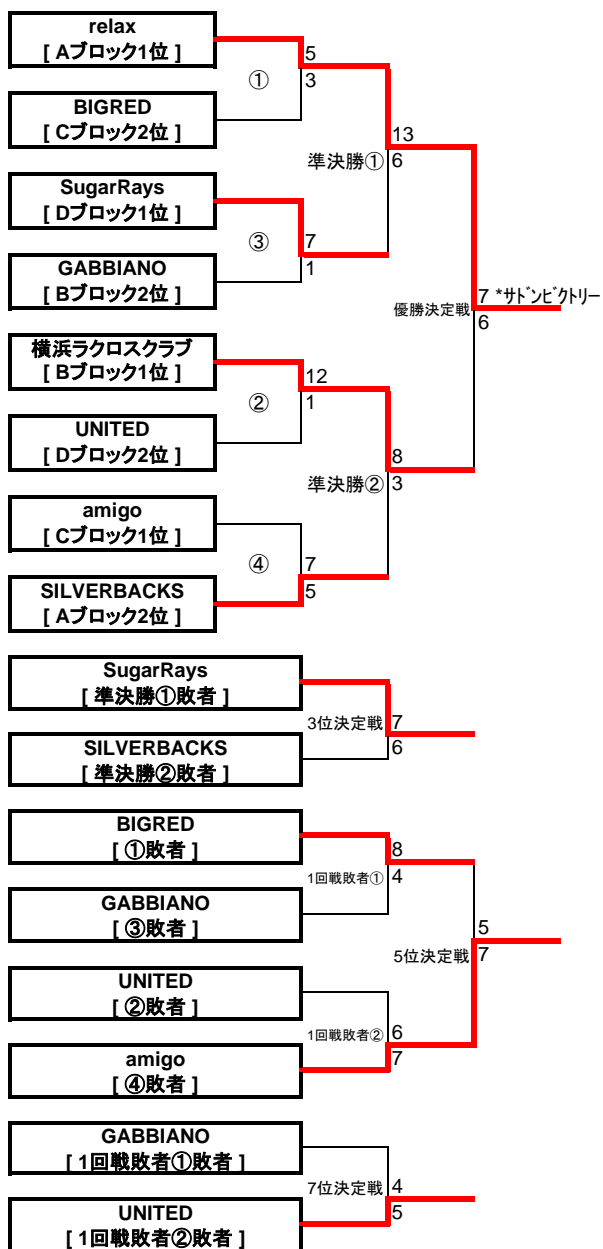 relax
[ Aブロック1位 ]
5
①
3
BIGRED
[ Cブロック2位 ]
13
準決勝①
6
SugarRays
[ Dブロック1位 ]
③
7
1
GABBIANO
[ Bブロック2位 ]
7 *サドンビクトリー
優勝決定戦
6
横浜ラクロスクラブ
[ Bブロック1位 ]
12
②
1
UNITED
[ Dブロック2位 ]
8
準決勝②
3
amigo
[ Cブロック1位 ]
④
7
5
SILVERBACKS
[ Aブロック2位 ]
SugarRays
[ 準決勝①敗者 ]
3位決定戦
7
6
SILVERBACKS
[ 準決勝②敗者 ]
BIGRED
[ ①敗者 ]
8
1回戦敗者①
4
GABBIANO
[ ③敗者 ]
5
5位決定戦
7
UNITED
[ ②敗者 ]
1回戦敗者②
6
7
amigo
[ ④敗者 ]
GABBIANO
[ 1回戦敗者①敗者 ]
7位決定戦
4
5
UNITED
[ 1回戦敗者②敗者 ]